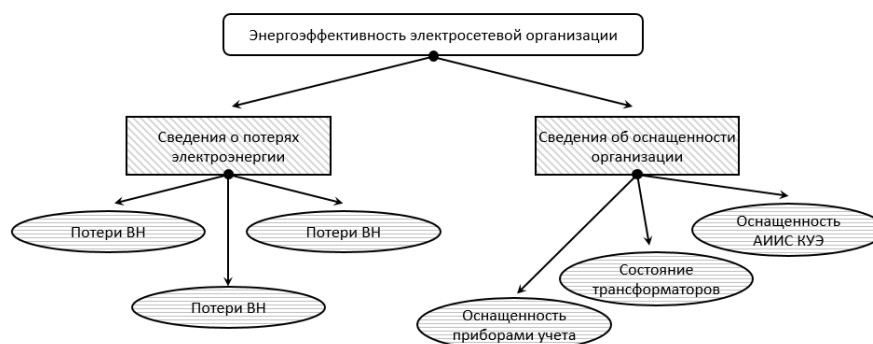 Энергоэффективность электросетевой организации
Сведения о потерях
электроэнергии
Сведения об оснащенности
организации
Потери ВН
Потери ВН
Потери ВН
Оснащенность
АИИС КУЭ
Состояние
трансформаторов
Оснащенность
приборами учета